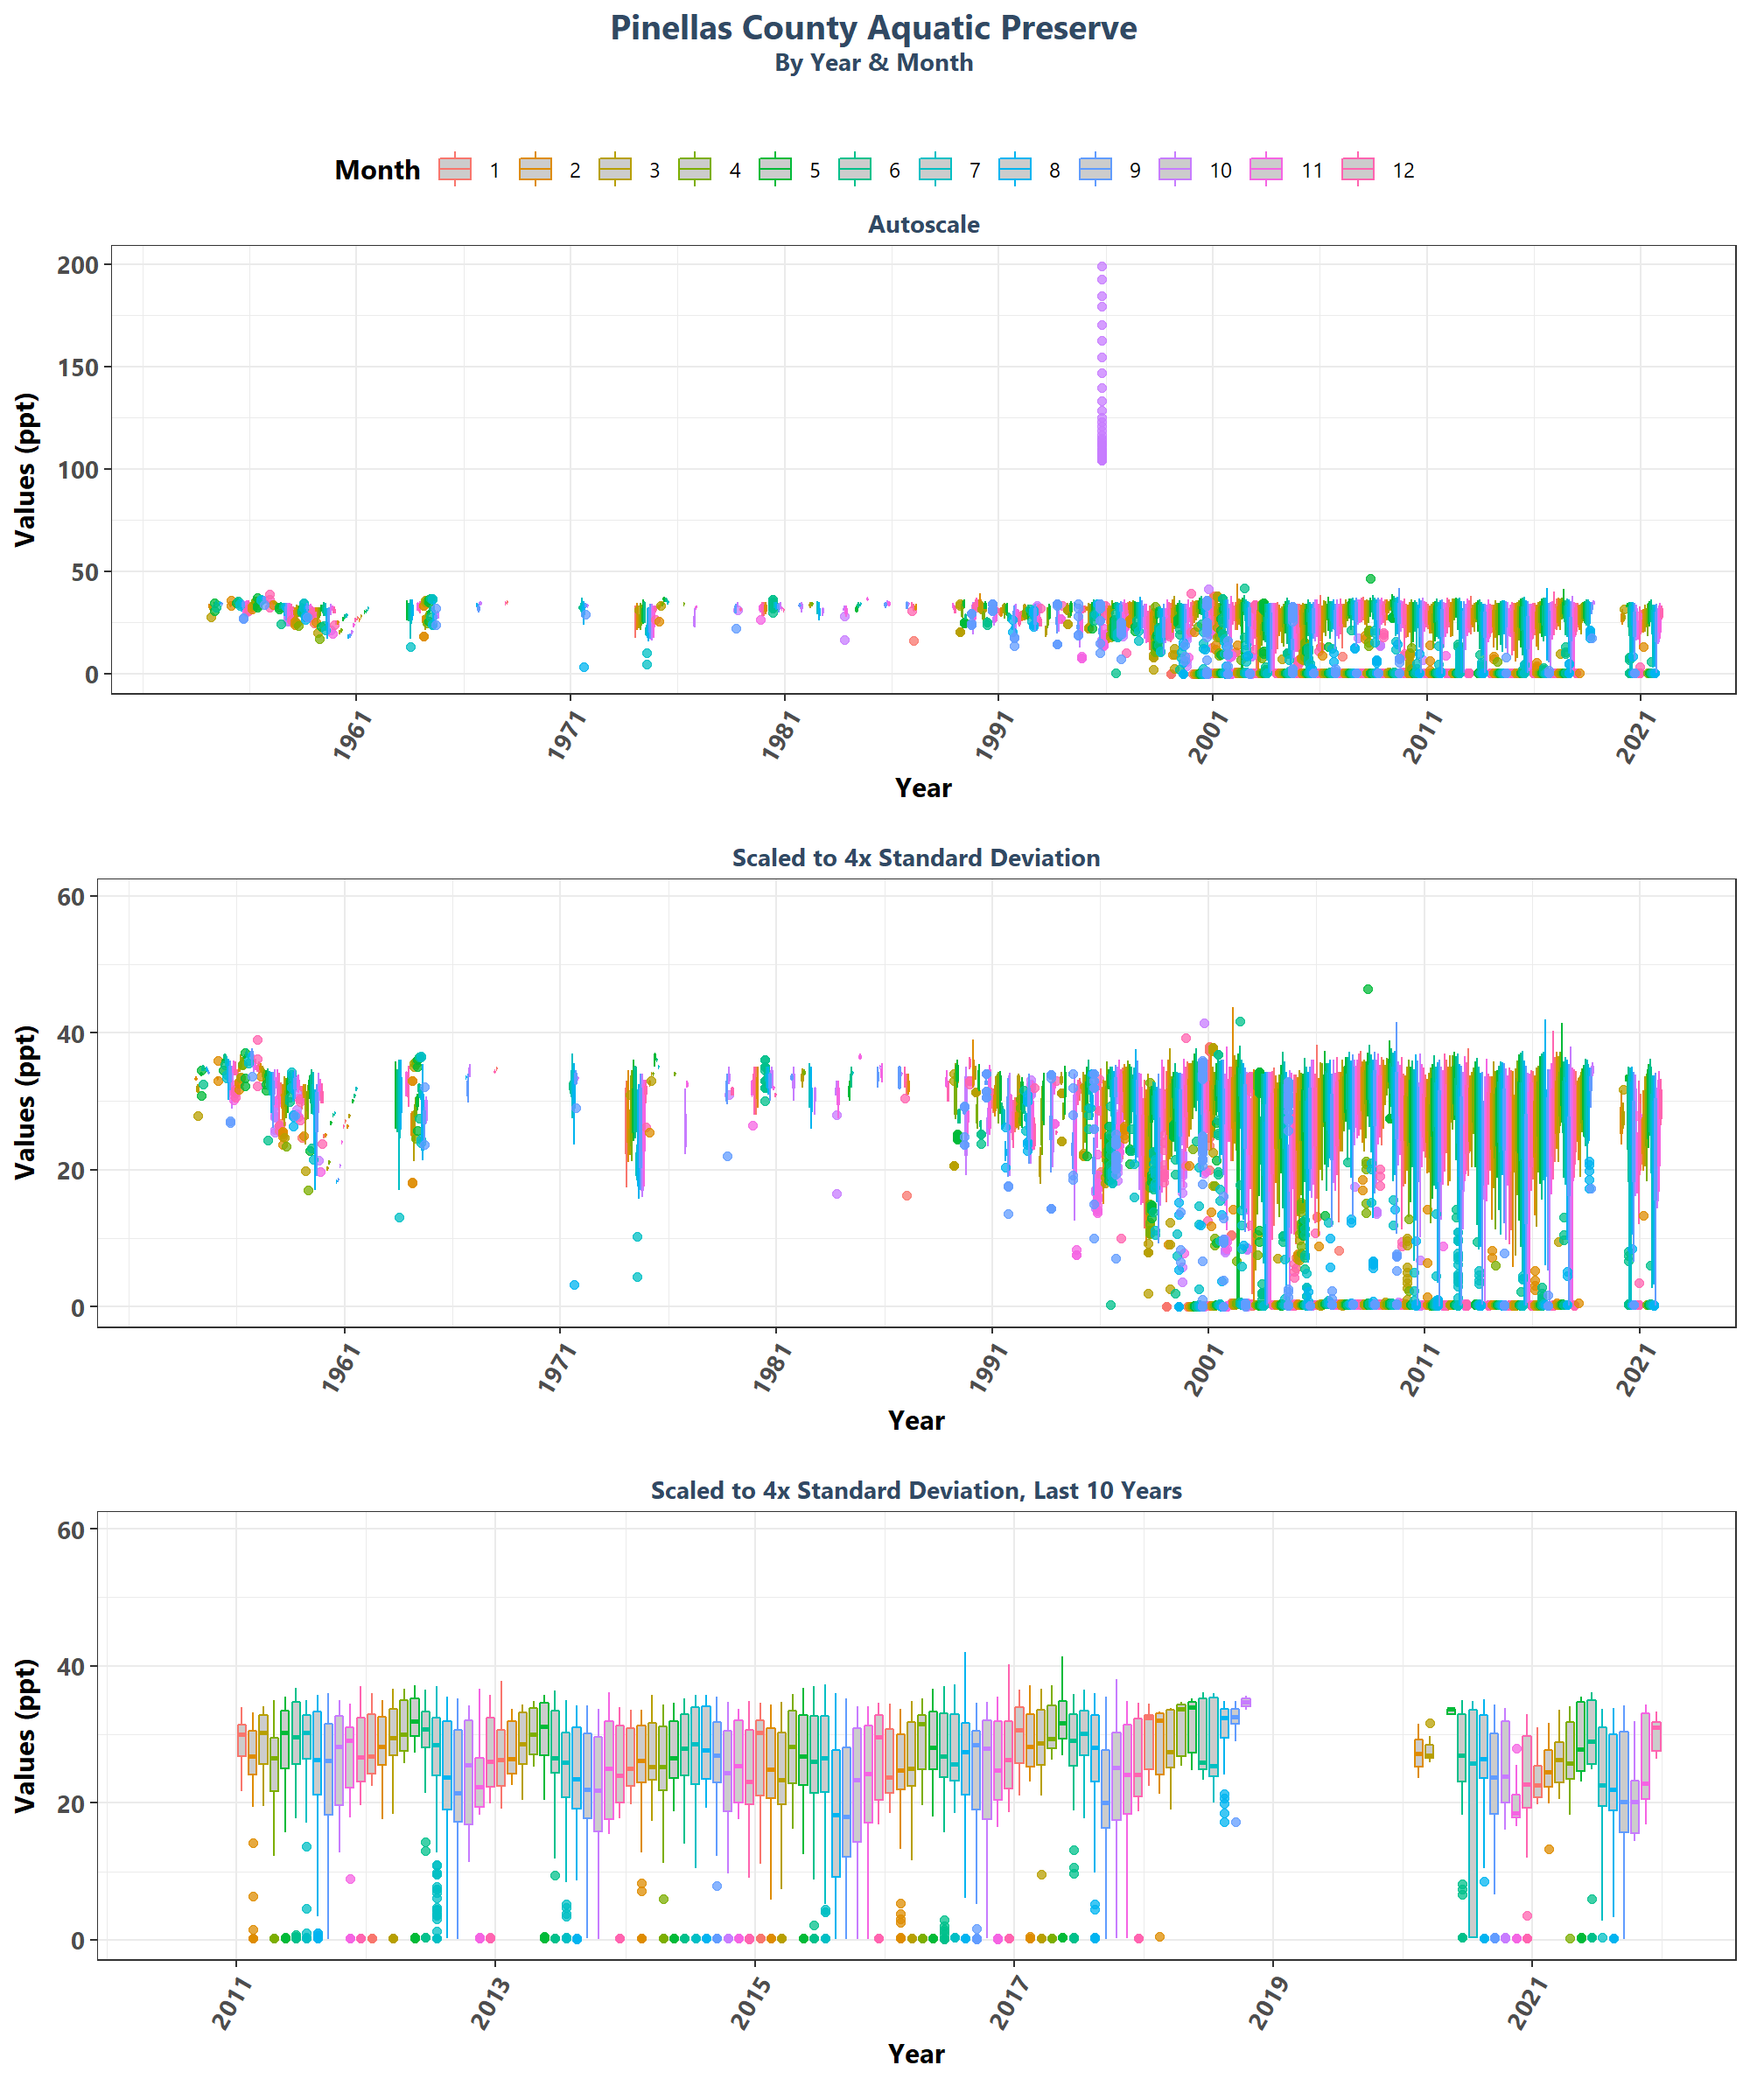 Pinellas County Aquatic Preserve
By Year & Month
Month 1 2 3 4 5 6 7 8 9 10 11 12
Autoscale
200
150
100
50
0
Values (ppt)
1961 1971 1981 1991 2001 2011 2021
Year
Scaled to 4x Standard Deviation
60
40
20
0
Values (ppt)
1961 1971 1981 1991 2001 2011 2021
Year
Scaled to 4x Standard Deviation, Last 10 Years
60
40
20
0
Values (ppt)
2011 2013 2015 2017 2019 2021
Year